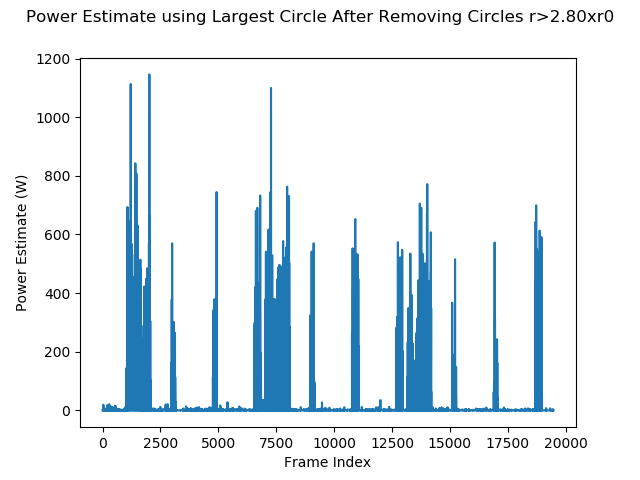 Power Estimate using Largest Circle After Removing Circles r>2.80xr0
1200
1000
800
600
400
200
0
Power Estimate (W)
0 2500 5000 7500 10000 12500 15000 17500 20000
Frame Index